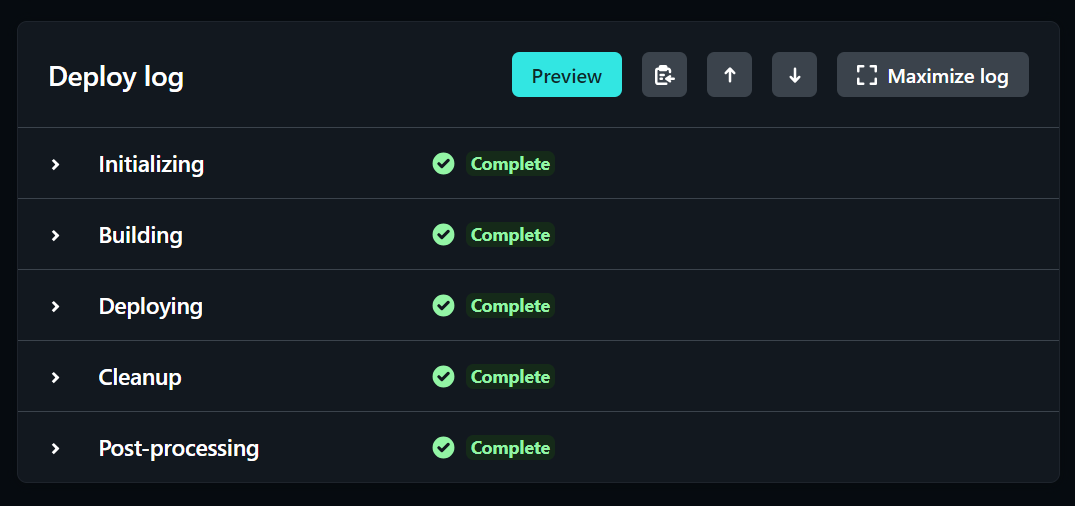 Deploy log
Preview
Maximize log
Initializing
Complete
Building
Complete
Deploying
Complete
Cleanup
Complete
Post-processing
Complete